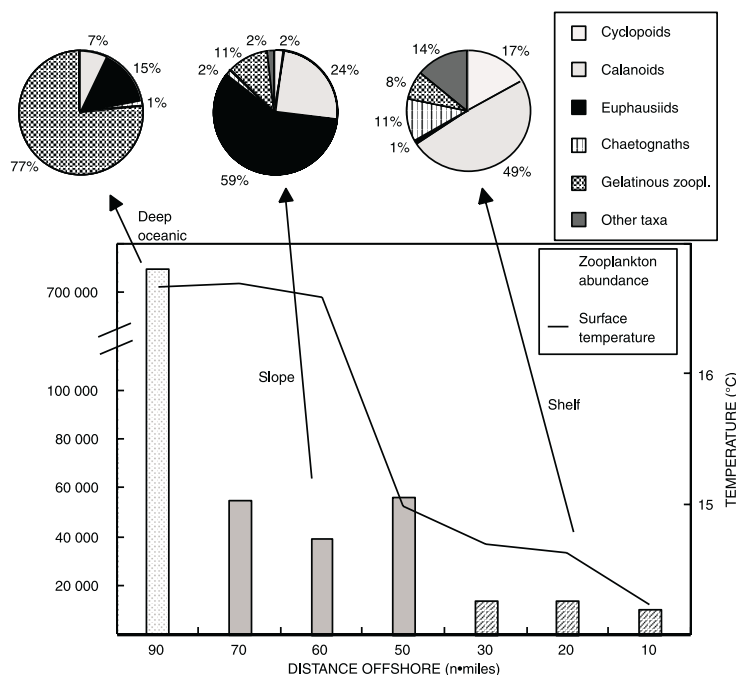 7%
15%
1%
77%
2%
2%
11%
2%
24%
59%
14%
17%
8%
11%
1%
49%
Cyclopoids
Calanoids
Euphausiids
Chaetognaths
Gelatinous zoopl.
Other taxa
Deep
oceanic
Zooplankton
abundance
Surface
temperature
Slope
Shelf
700 000
100 000
80 000
60 000
40 000
20 000
16
15
TEMPERATURE (°C)
90
70
60
50
30
20
10
DISTANCE OFFSHORE (n•miles)